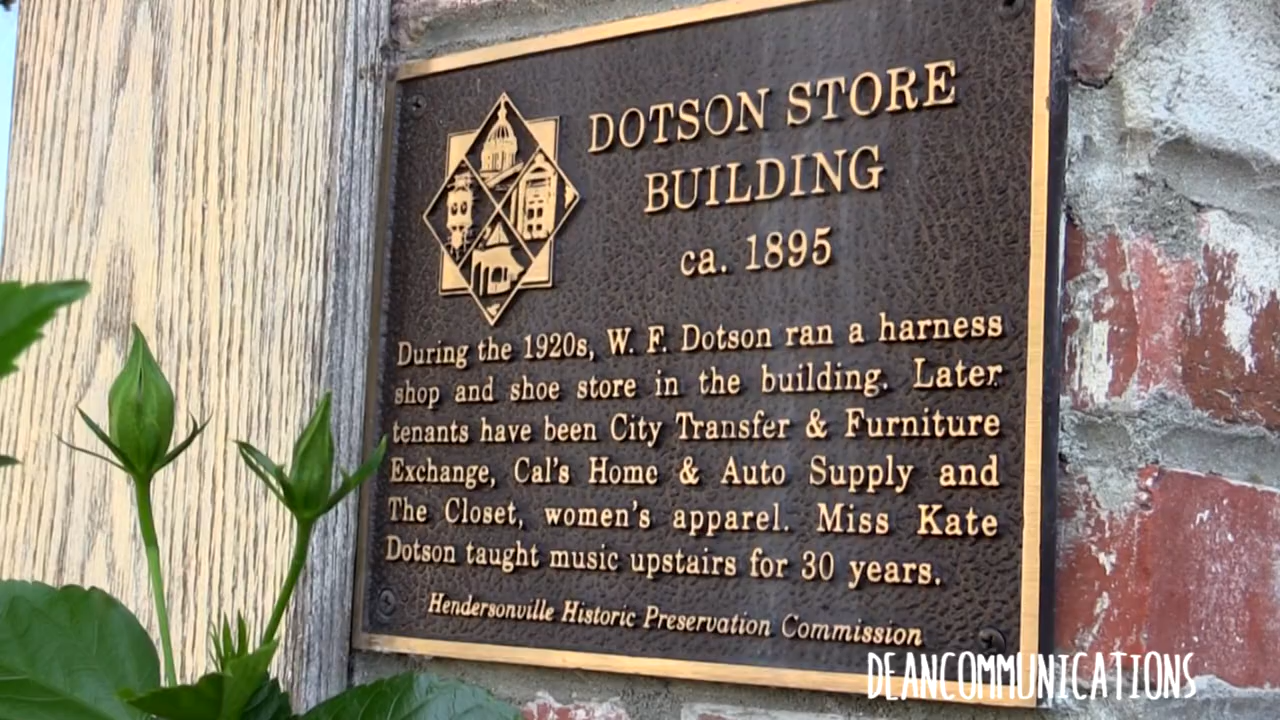 DOTSON STORE
BUILDING
ca. 1895
During the 1920s, W. F. Dotson ran a harness
shop and shoe store in the building. Later
tenants have been City Transfer & Furniture
Exchange, Cal's Home & Auto Supply and
The Closet, women's apparel. Miss Kate
Dotson taught music upstairs for 30 years.
Hendersonville Historic Preservation Commission
DEANCOMMUNICATIONS